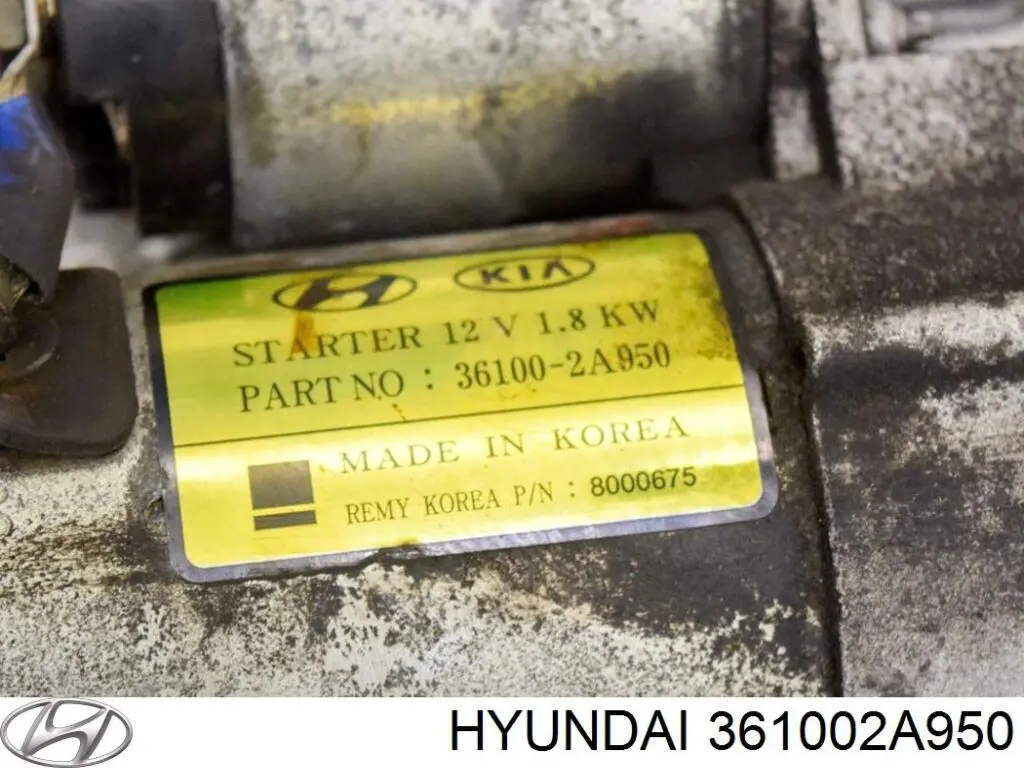 KIA
STARTER 12 V 1.8 KW
PART NO : 36100-2A950
MADE IN KOREA
REMY KOREA P/N : 8000675
HYUNDAI 361002A950